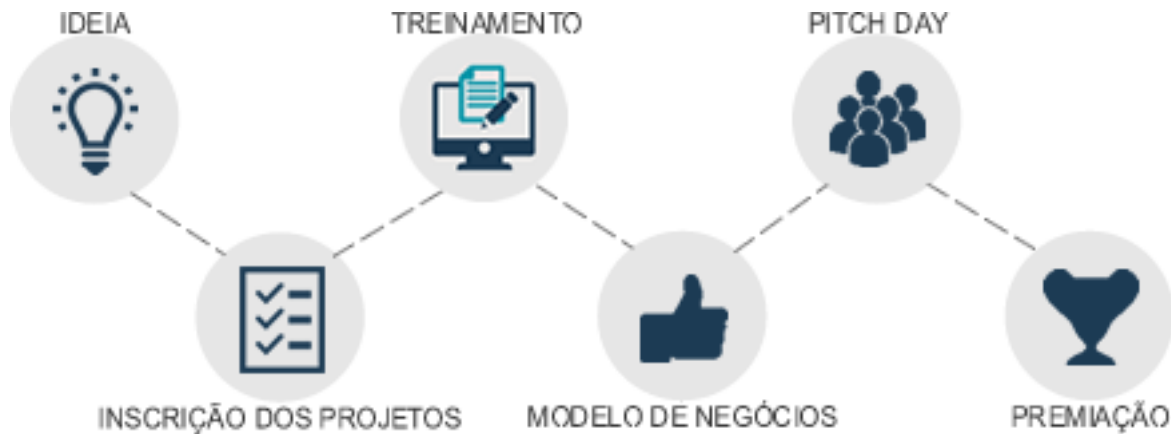 IDEIA
TREINAMENTO
PITCH DAY
INSCRIÇÃO DOS PROJETOS
MODELO DE NEGÓCIOS
PREMIAÇÃO